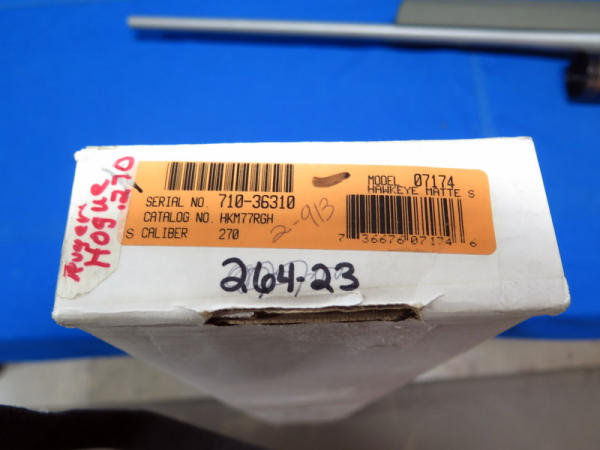 Ruger
Hogue
.270
SERIAL NO. 710-36310
CATALOG NO. HKM77RGH
S CALIBER 270
2-913
MODEL 07174
HAWKEYE MATTE S
7 36676 07174 6
264-23